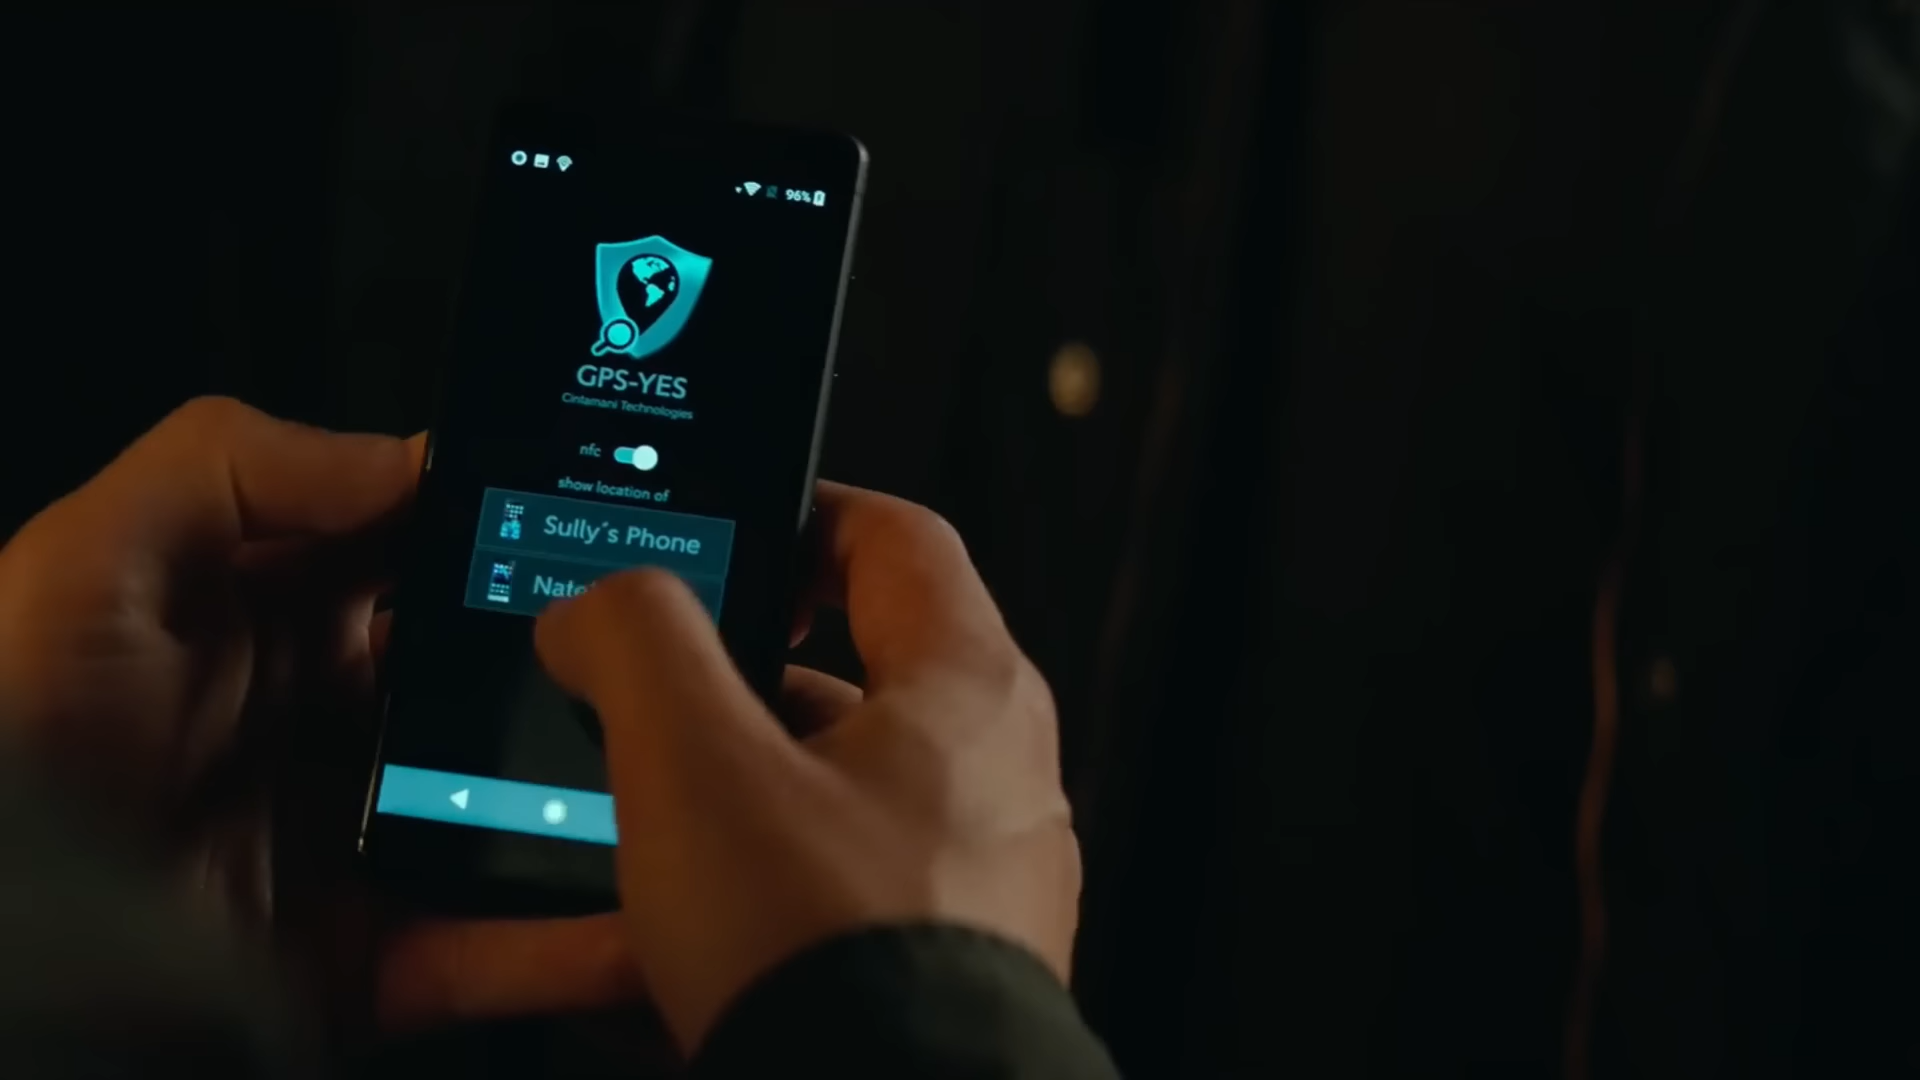 96%
GPS-YES
Cintamani Technologies
nfc
show location of
Sully´s Phone
Nate